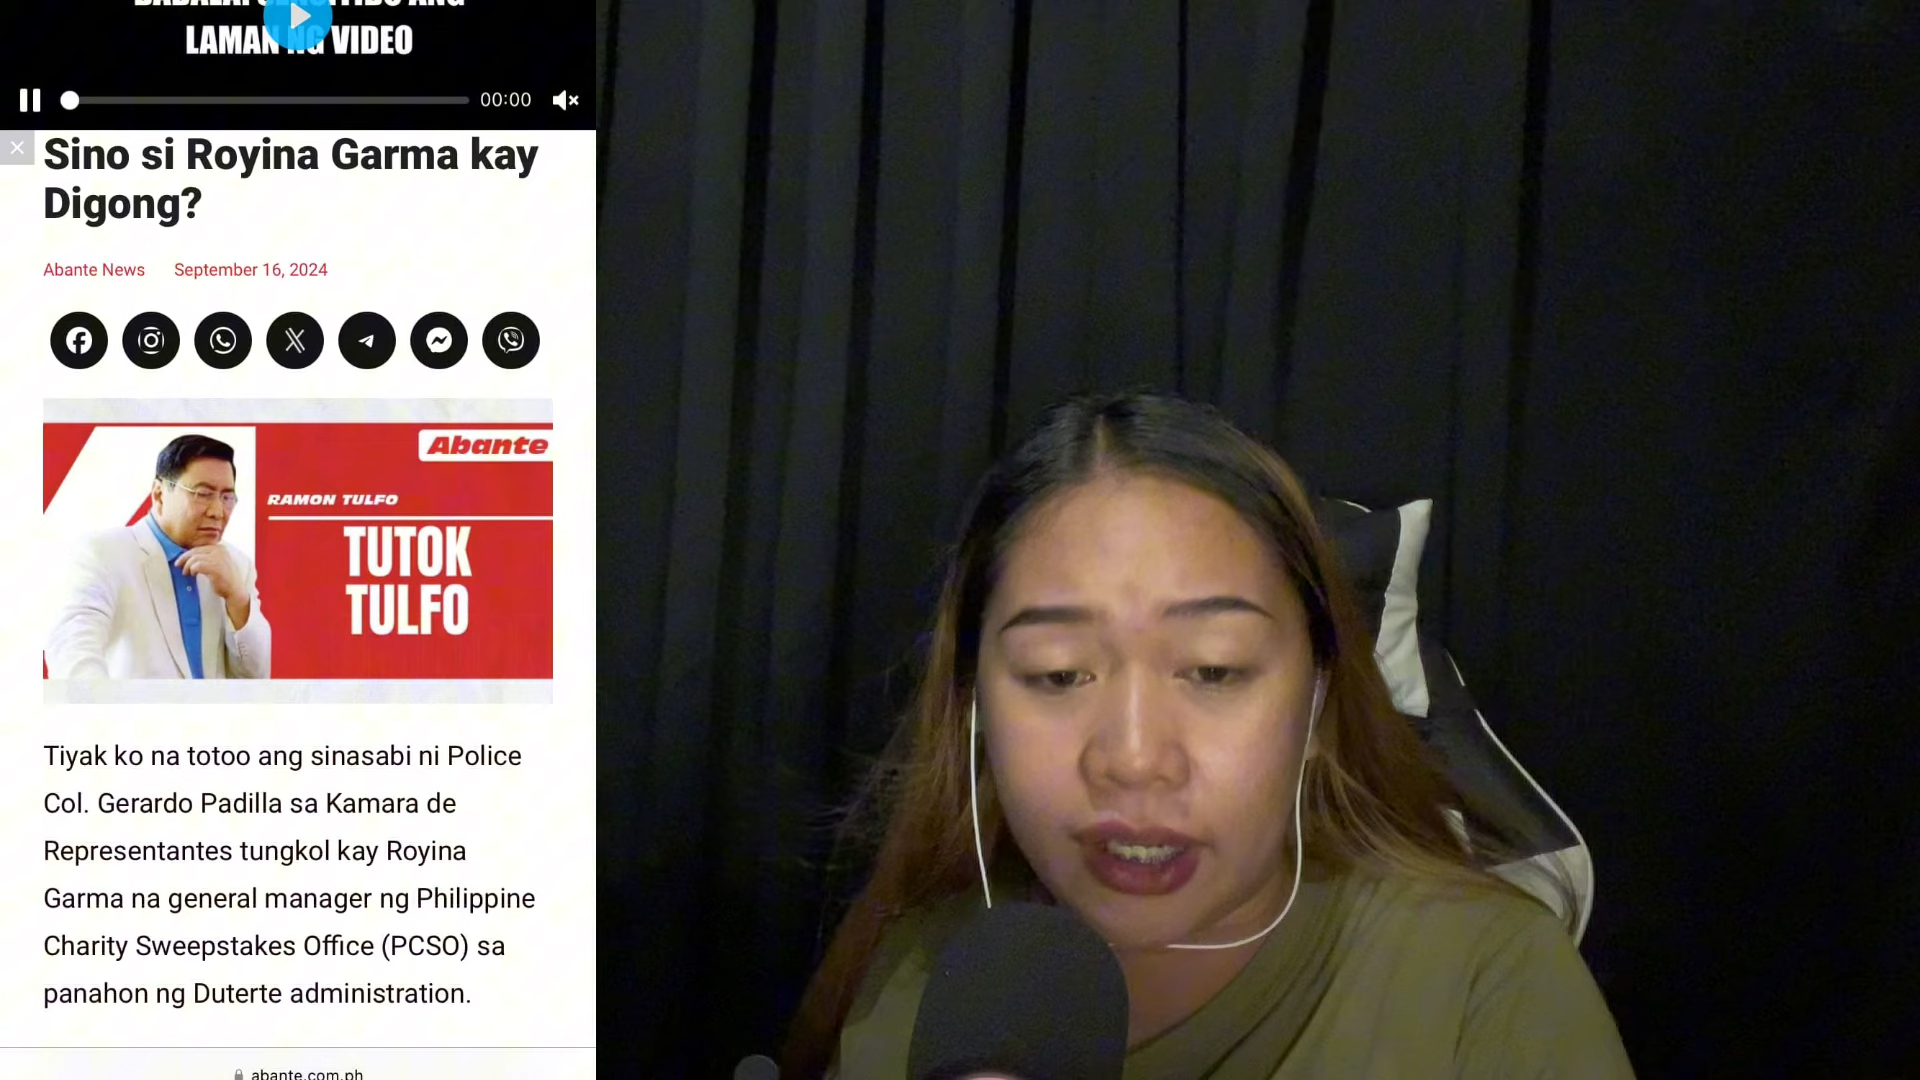 LAMAN NG VIDEO
00:00
Sino si Royina Garma kay
Digong?
Abante News September 16, 2024
Abante
RAMON TULFO
TUTOK
TULFO
Tiyak ko na totoo ang sinasabi ni Police
Col. Gerardo Padilla sa Kamara de
Representantes tungkol kay Royina
Garma na general manager ng Philippine
Charity Sweepstakes Office (PCSO) sa
panahon ng Duterte administration.
abante.com.ph